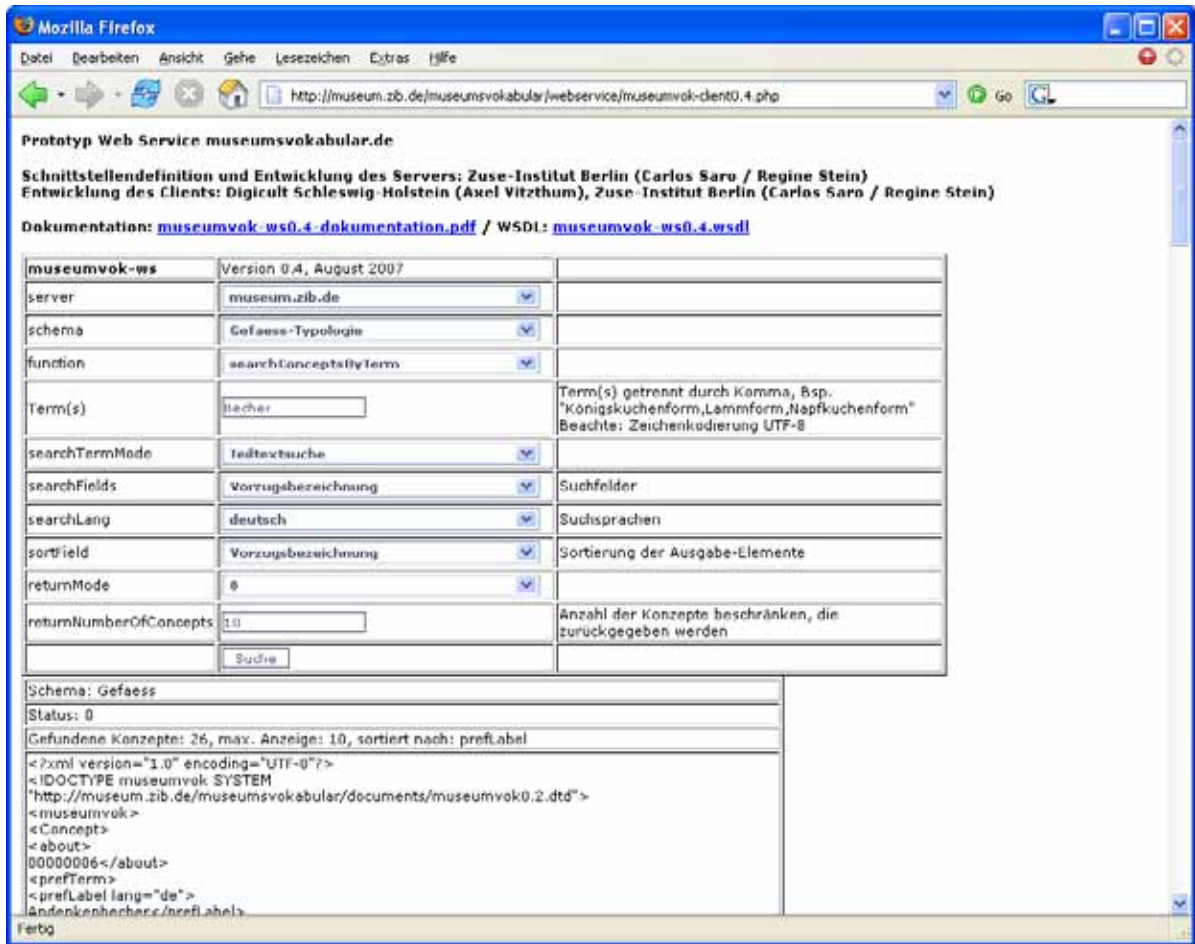 Mozilla Firefox
Datei Bearbeiten Ansicht Gehe Lesezeichen Extras Hilfe
http://museum.zib.de/museumsvokabular/webservice/museumvok-client0.4.php Go
Prototyp Web Service museumsvokabular.de
Schnittstellendefinition und Entwicklung des Servers: Zuse-Institut Berlin (Carlos Saro / Regine Stein)
Entwicklung des Clients: Digicult Schleswig-Holstein (Axel Vitzthum), Zuse-Institut Berlin (Carlos Saro / Regine Stein)
Dokumentation: museumvok-ws0.4-dokumentation.pdf / WSDL: museumvok-ws0.4.wsdl
museumvok-ws Version 0.4, August 2007
server museum.zib.de
schema Gefaess-Typologie
function searchConceptsByTerm
Term(s) Becher Term(s) getrennt durch Komma, Bsp.
"Königskuchenform,Lammform,Napfkuchenform"
Beachte: Zeichenkodierung UTF-8
searchTermMode Teiltextsuche
searchFields Vorzugsbezeichnung Suchfelder
searchLang deutsch Suchsprachen
sortField Vorzugsbezeichnung Sortierung der Ausgabe-Elemente
returnMode 8
returnNumberOfConcepts 10 Anzahl der Konzepte beschränken, die
zurückgegeben werden
Suche
Schema: Gefaess
Status: 0
Gefundene Konzepte: 26, max. Anzeige: 10, sortiert nach: prefLabel
<?xml version="1.0" encoding="UTF-8"?>
<!DOCTYPE museumvok SYSTEM
"http://museum.zib.de/museumsvokabular/documents/museumvok0.2.dtd">
<museumvok>
<Concept>
<about>
00000006</about>
<prefTerm>
<prefLabel lang="de">
Andenkenbecher</prefLabel>
Fertig